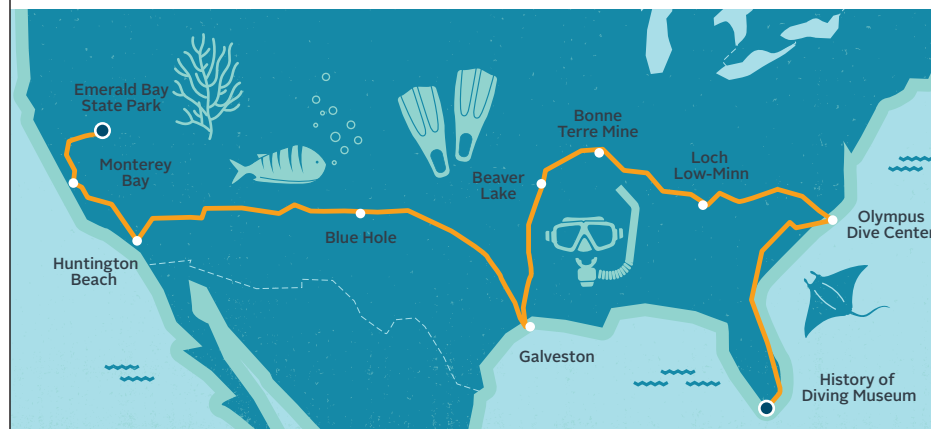 Emerald Bay
State Park
Monterey
Bay
Huntington
Beach
Blue Hole
Galveston
Beaver
Lake
Bonne
Terre Mine
Loch
Low-Minn
Olympus
Dive Center
History of
Diving Museum